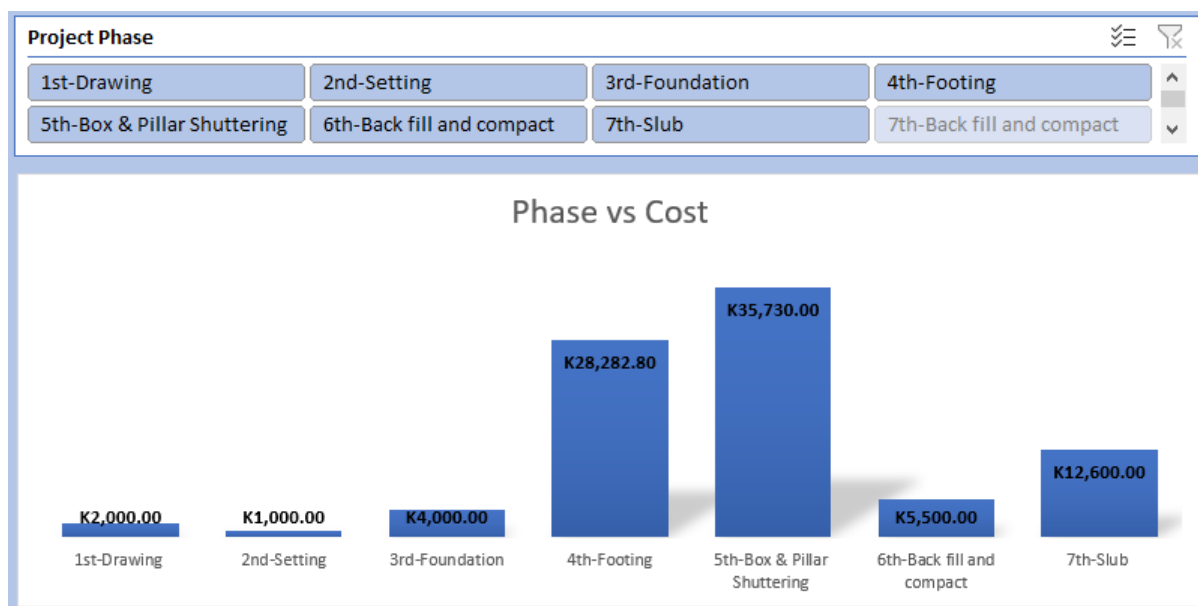 Project Phase
1st-Drawing 2nd-Setting 3rd-Foundation 4th-Footing
5th-Box & Pillar Shuttering 6th-Back fill and compact 7th-Slub 7th-Back fill and compact
Phase vs Cost
K35,730.00
K28,282.80
K12,600.00
K2,000.00 K1,000.00 K4,000.00 K5,500.00
1st-Drawing 2nd-Setting 3rd-Foundation 4th-Footing 5th-Box & Pillar 6th-Back fill and 7th-Slub
Shuttering compact